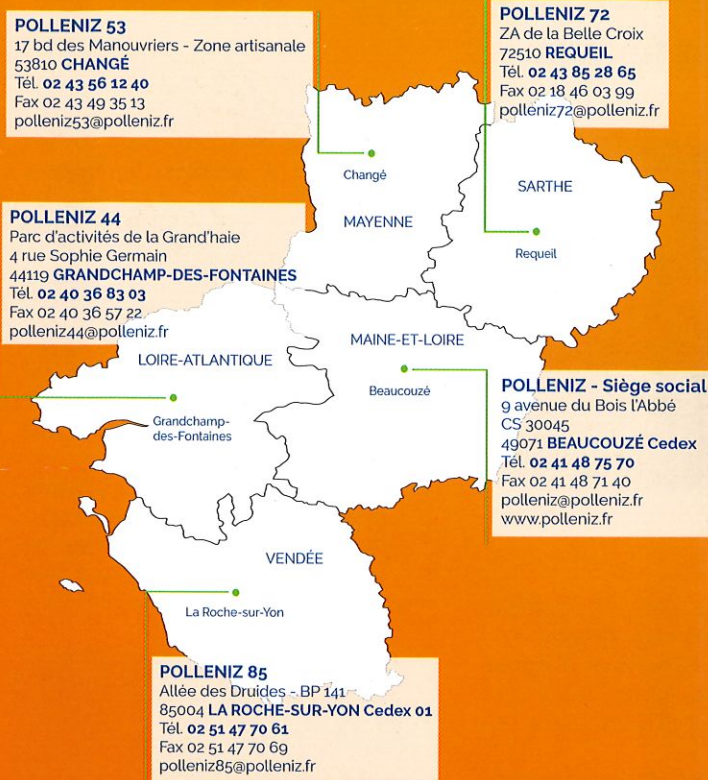 POLLENIZ 53
17 bd des Manouvriers - Zone artisanale
53810 CHANGÉ
Tél. 02 43 56 12 40
Fax 02 43 49 35 13
polleniz53@polleniz.fr
POLLENIZ 72
ZA de la Belle Croix
72510 REQUEIL
Tél. 02 43 85 28 65
Fax 02 18 46 03 99
polleniz72@polleniz.fr
Changé
MAYENNE
SARTHE
Requeil
POLLENIZ 44
Parc d'activités de la Grand'haie
4 rue Sophie Germain
44119 GRANDCHAMP-DES-FONTAINES
Tél. 02 40 36 83 03
Fax 02 40 36 57 22
polleniz44@polleniz.fr
LOIRE-ATLANTIQUE
Grandchamp-
des-Fontaines
MAINE-ET-LOIRE
Beaucouzé
POLLENIZ - Siège social
9 avenue du Bois l'Abbé
CS 30045
49071 BEAUCOUZÉ Cedex
Tél. 02 41 48 75 70
Fax 02 41 48 71 40
polleniz@polleniz.fr
www.polleniz.fr
VENDÉE
La Roche-sur-Yon
POLLENIZ 85
Allée des Druides - BP 141
85004 LA ROCHE-SUR-YON Cedex 01
Tél. 02 51 47 70 61
Fax 02 51 47 70 69
polleniz85@polleniz.fr